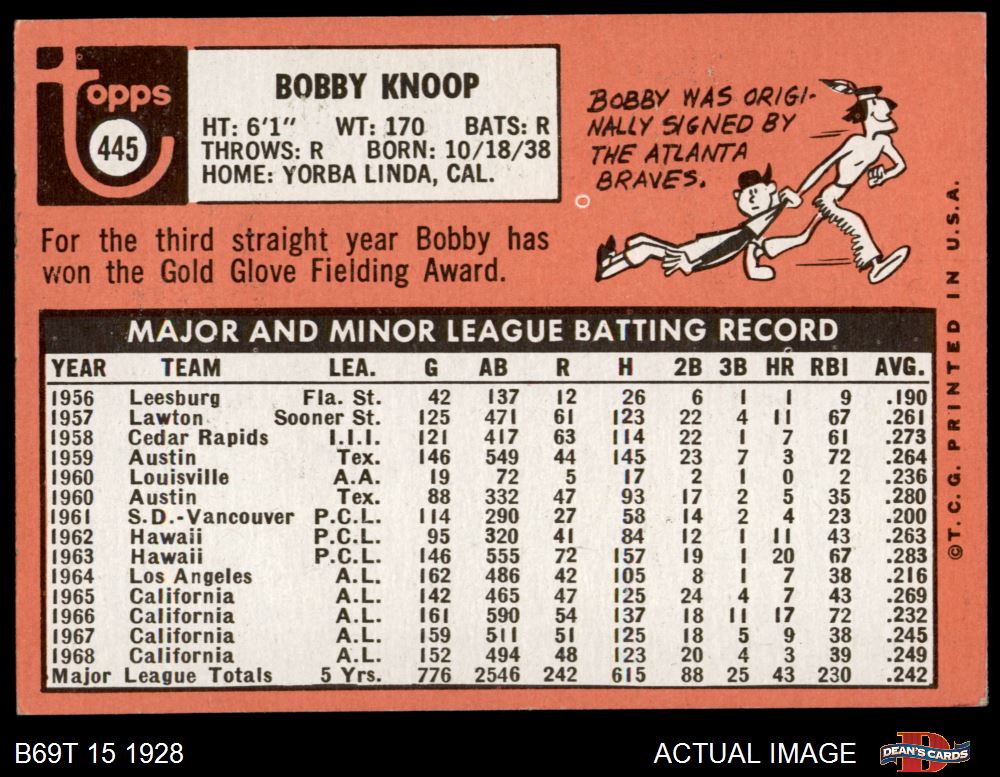 topps
445
BOBBY KNOOP
HT: 6'1" WT: 170 BATS: R
THROWS: R BORN: 10/18/38
HOME: YORBA LINDA, CAL.
BOBBY WAS ORIGI-
NALLY SIGNED BY
THE ATLANTA
BRAVES.
For the third straight year Bobby has
won the Gold Glove Fielding Award.
MAJOR AND MINOR LEAGUE BATTING RECORD
YEAR TEAM LEA. G AB R H 2B 3B HR RBI AVG.
1956 Leesburg Fla. St. 42 137 12 26 6 1 1 9 .190
1957 Lawton Sooner St. 125 471 61 123 22 4 11 67 .261
1958 Cedar Rapids I.I.I. 121 417 63 114 22 1 7 61 .273
1959 Austin Tex. 146 549 44 145 23 7 3 72 .264
1960 Louisville A.A. 19 72 5 17 2 1 0 2 .236
1960 Austin Tex. 88 332 47 93 17 2 5 35 .280
1961 S.D.-Vancouver P.C.L. 114 290 27 58 14 2 4 23 .200
1962 Hawaii P.C.L. 95 320 41 84 12 1 11 43 .263
1963 Hawaii P.C.L. 146 555 72 157 19 1 20 67 .283
1964 Los Angeles A.L. 162 486 42 105 8 1 7 38 .216
1965 California A.L. 142 465 47 125 24 4 7 43 .269
1966 California A.L. 161 590 54 137 18 11 17 72 .232
1967 California A.L. 159 511 51 125 18 5 9 38 .245
1968 California A.L. 152 494 48 123 20 4 3 39 .249
Major League Totals 5 Yrs. 776 2546 242 615 88 25 43 230 .242
©T.C.G. PRINTED IN U.S.A.
B69T 15 1928
ACTUAL IMAGE
DEAN'S CARDS